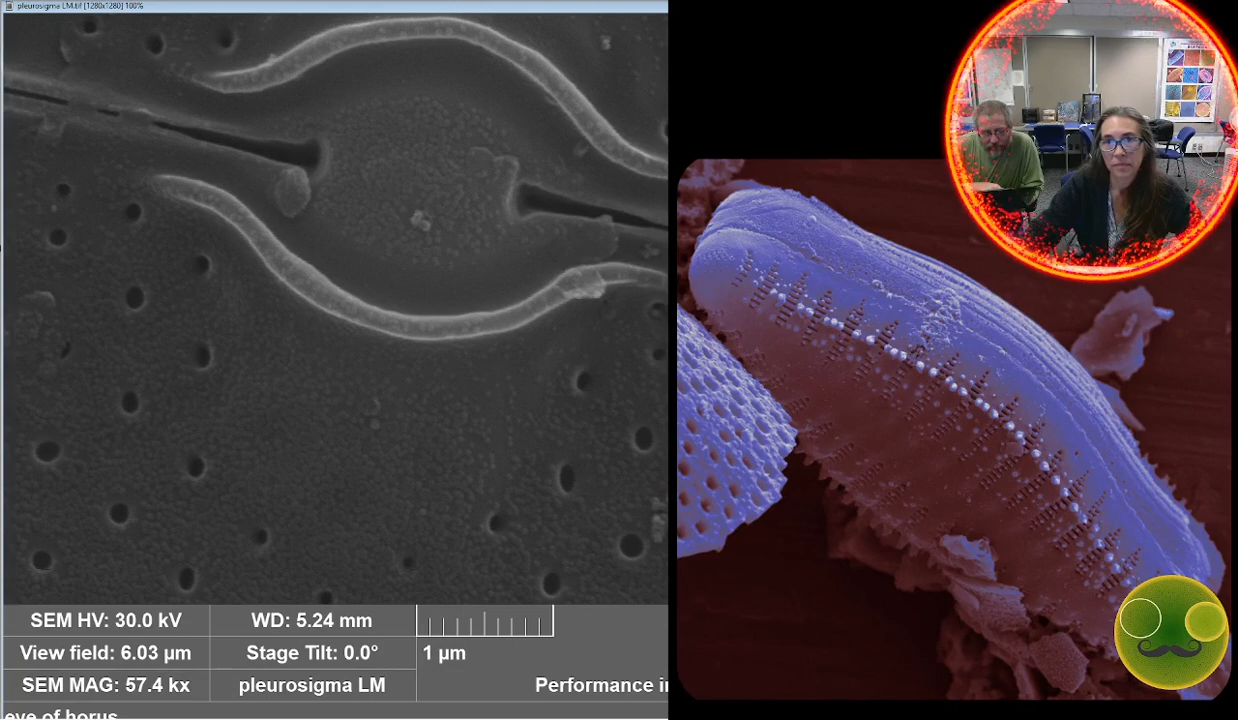 pleurosigma LM.tif [1280x1280] 100%
SEM HV: 30.0 kV
WD: 5.24 mm
View field: 6.03 µm
Stage Tilt: 0.0°
1 µm
SEM MAG: 57.4 kx
pleurosigma LM
Performance in
eye of horus